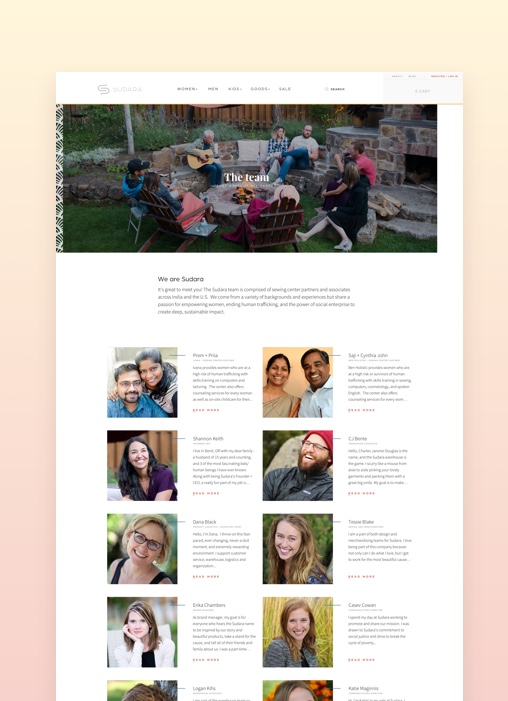 SUDARA
WOMEN
MEN
KIDS
GOODS
SALE
SEARCH
The team
We are Sudara
It's great to meet you! The Sudara team is comprised of sewing center partners and associates
across India and the U.S. We come from a variety of backgrounds and experiences but share a
passion for empowering women, ending human trafficking, and the power of social enterprise to
create deep, sustainable impact.
Prem + Priia
women who are at a
high risk of human trafficking with
skills training on computers and
tailoring. The center also offers
counseling services for every woman
as well as on-site childcare for their...
READ MORE
Saji + Cynthia John
Ben Holistic provides women who are
at a high risk or survivors of human
trafficking with skill training in sewing,
computers, cosmetology, and spoken
English. The center also offers
counseling services for every wom...
READ MORE
Shannon Keith
I live in Bend, OR with my dear family -
a husband of 15 years and counting,
and 3 of the most fascinating baby
human beings I have ever known.
Along with being Sudara's Founder +
CEO, a really fun part of my job is...
READ MORE
CJ Bente
Hello, Charles Jerome Douglas is the
name, and the Sudara warehouse is
the game. I scurry like a mouse from
aisle to aisle picking your lovely
garments and packing them with a
great big smile. My goal is to make...
READ MORE
Dana Black
Hello, I'm Dana. I thrive on this fast-
paced, ever changing, never a dull
moment, and extremely rewarding
environment! I support customer
service, warehouse, logistics and
organization...
READ MORE
Tessie Blake
I am a part of both design and
merchandising teams for Sudara. I love
being part of this company because
not only can I do what I love, but I get
to work for the most beautiful cause...
READ MORE
Erika Chambers
As brand manager, my goal is for
everyone who hears the Sudara name
to be inspired by our story and
beautiful products, take a stand for the
cause, and tell all of their friends and
family about us. I was a part time...
READ MORE
Casey Cowan
I spend my day at Sudara working to
promote and share our mission. I was
drawn to Sudara's commitment to
social justice and drive to break the
cycle of poverty...
READ MORE
Logan Kilis
Katie Maginnis